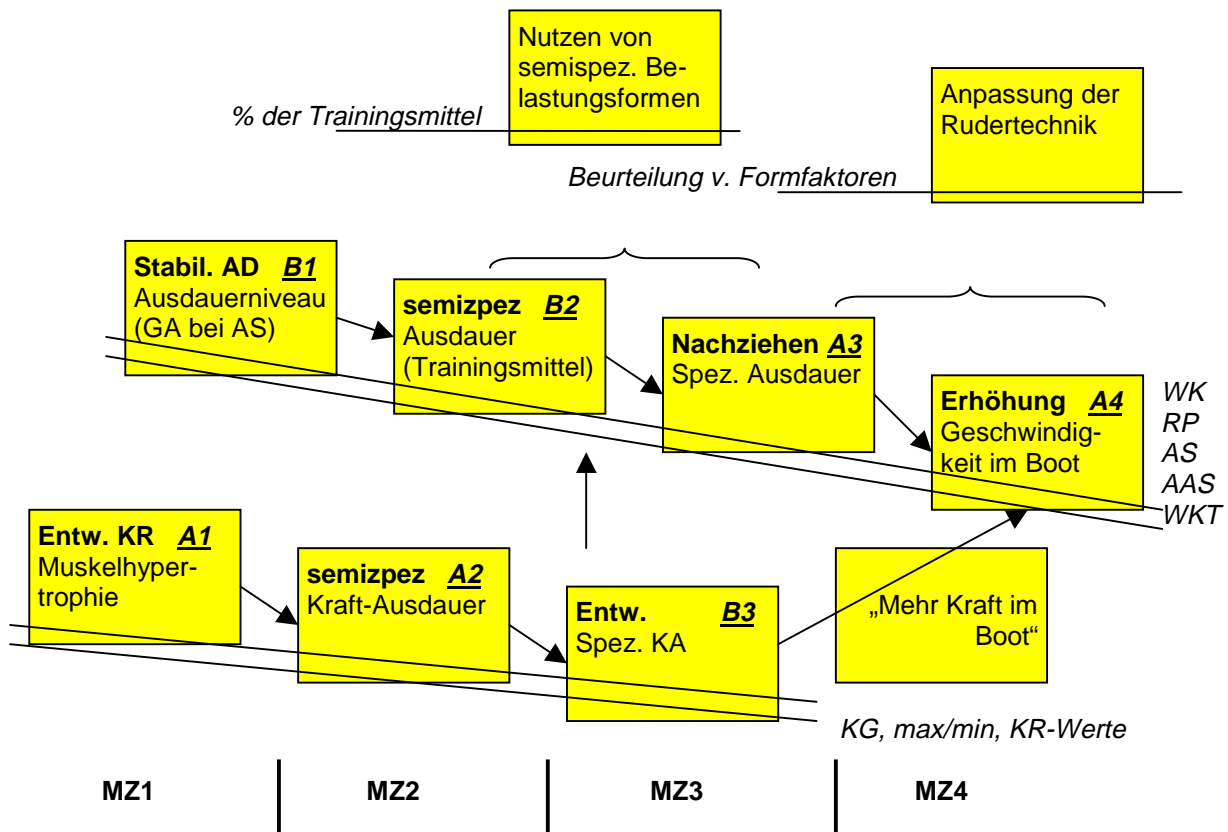 Nutzen von
semispez. Be-
lastungsformen
% der Trainingsmittel
Anpassung der
Rudertechnik
Beurteilung v. Formfaktoren
Stabil. AD B1
Ausdauerniveau
(GA bei AS)
semizpez B2
Ausdauer
(Trainingsmittel)
Nachziehen A3
Spez. Ausdauer
Erhöhung A4
Geschwindig-
keit im Boot
WK
RP
AS
AAS
WKT
Entw. KR A1
Muskelhyper-
trophie
semizpez A2
Kraft-Ausdauer
Entw. B3
Spez. KA
„Mehr Kraft im
Boot“
KG, max/min, KR-Werte
MZ1 MZ2 MZ3 MZ4